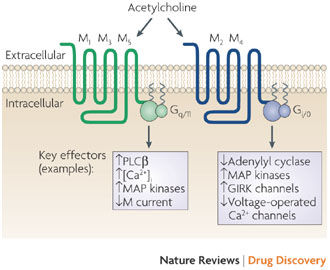 Acetylcholine
M₁ M₃ M₅ M₂ M₄
Extracellular
Intracellular
Gq/11 Gi/o
Key effectors
(examples):
↑PLCβ
↑[Ca²⁺]i
↑MAP kinases
↓M current
↓Adenylyl cyclase
↑MAP kinases
↑GIRK channels
↓Voltage-operated
Ca²⁺ channels
Nature Reviews | Drug Discovery